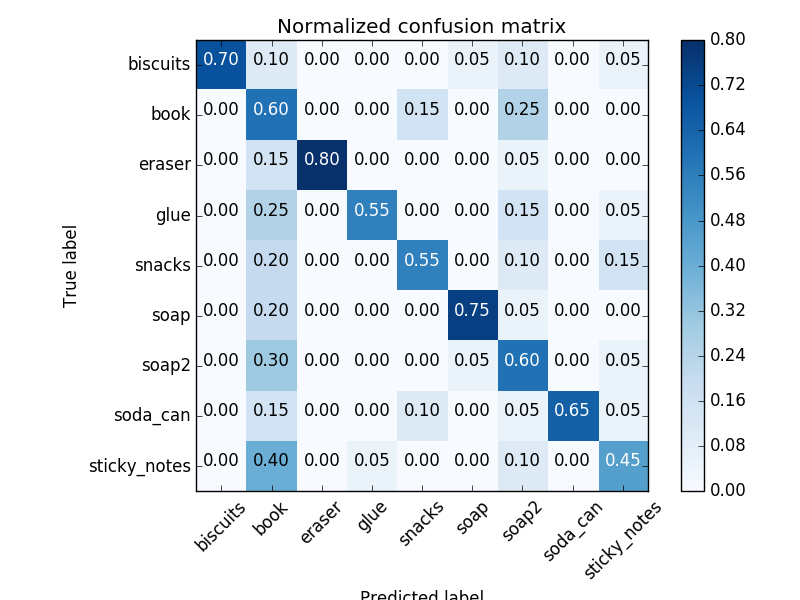 Normalized confusion matrix
biscuits 0.70 0.10 0.00 0.00 0.00 0.05 0.10 0.00 0.05
book 0.00 0.60 0.00 0.00 0.15 0.00 0.25 0.00 0.00
eraser 0.00 0.15 0.80 0.00 0.00 0.00 0.05 0.00 0.00
glue 0.00 0.25 0.00 0.55 0.00 0.00 0.15 0.00 0.05
snacks 0.00 0.20 0.00 0.00 0.55 0.00 0.10 0.00 0.15
soap 0.00 0.20 0.00 0.00 0.00 0.75 0.05 0.00 0.00
soap2 0.00 0.30 0.00 0.00 0.00 0.05 0.60 0.00 0.05
soda_can 0.00 0.15 0.00 0.00 0.10 0.00 0.05 0.65 0.05
sticky_notes 0.00 0.40 0.00 0.05 0.00 0.00 0.10 0.00 0.45
True label
biscuits book eraser glue snacks soap soap2 soda_can sticky_notes
Predicted label
0.80
0.72
0.64
0.56
0.48
0.40
0.32
0.24
0.16
0.08
0.00